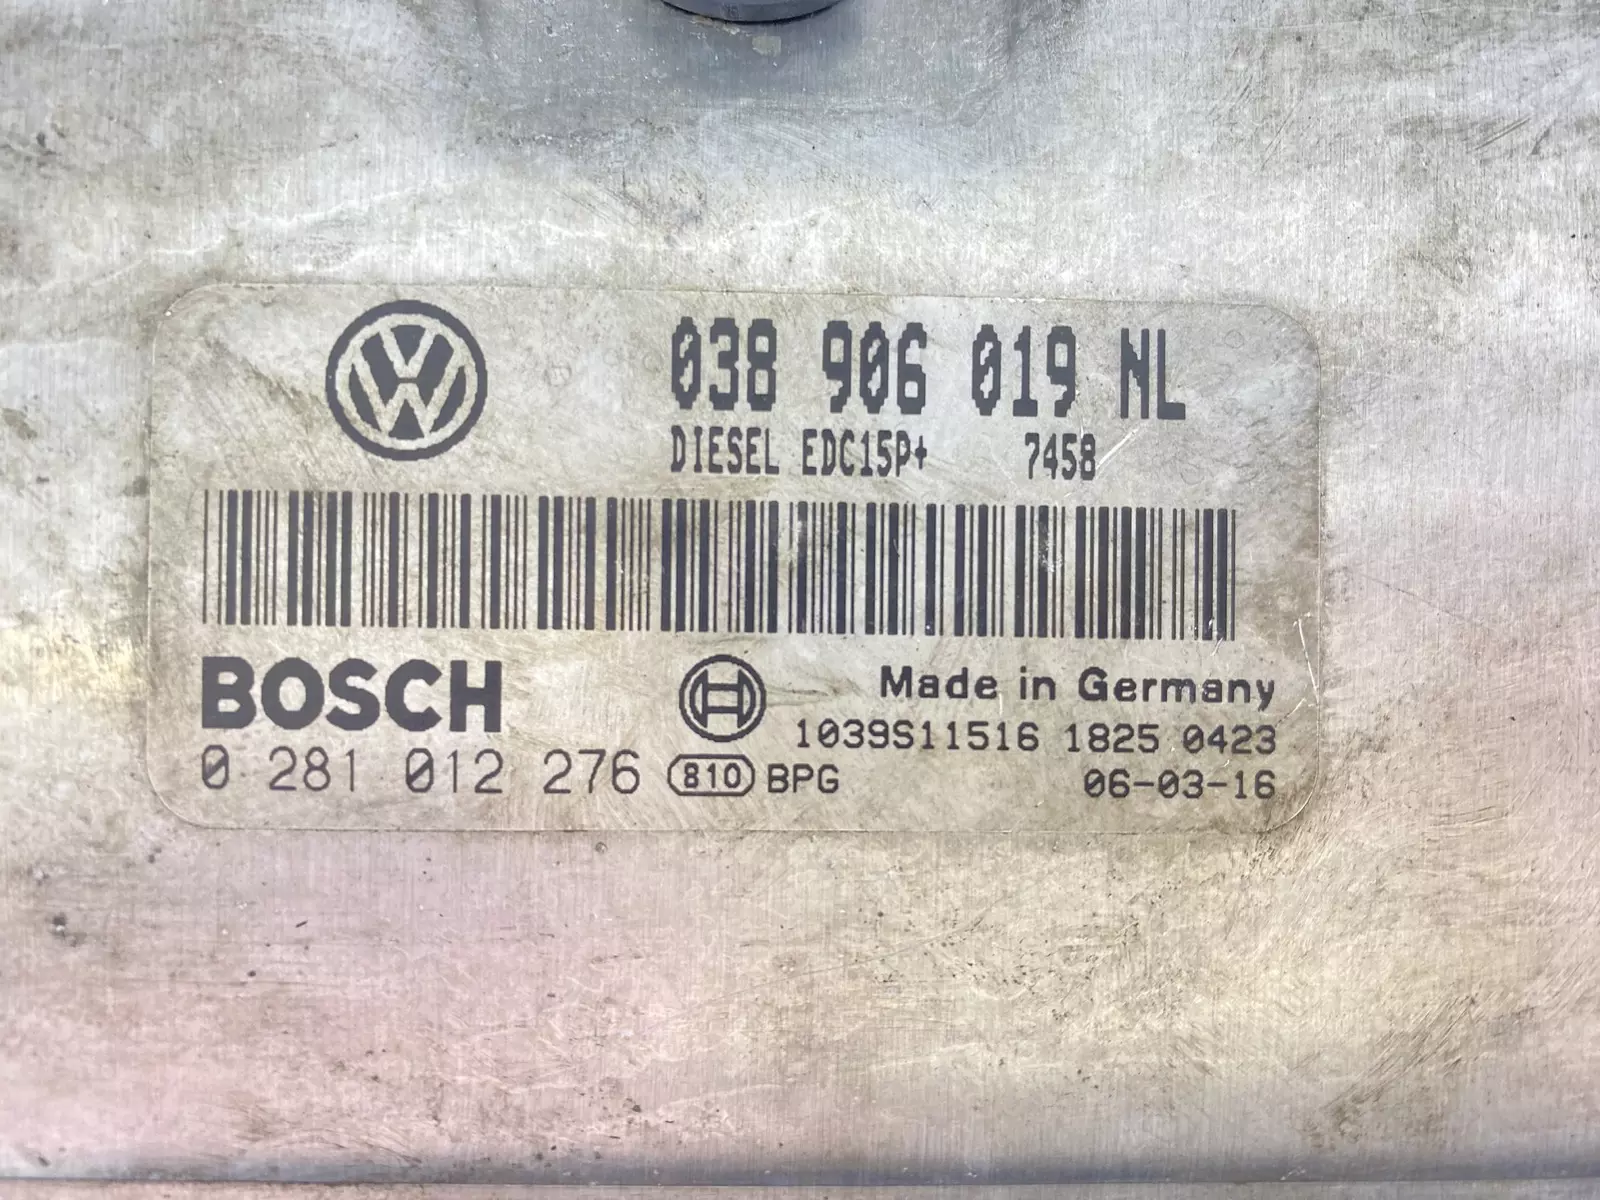 038 906 019 NL
DIESEL EDC15P+ 7458
BOSCH
Made in Germany
1039S11516 1825 0423
0 281 012 276 810 BPG 06-03-16